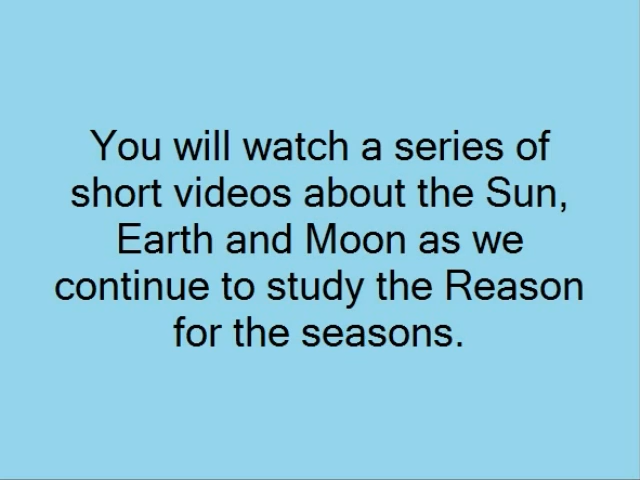 You will watch a series of
short videos about the Sun,
Earth and Moon as we
continue to study the Reason
for the seasons.